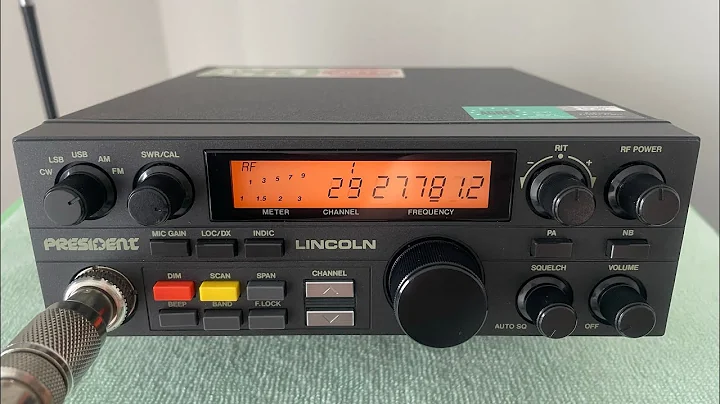 LSB USB AM
CW FM
SWR/CAL
RF 1
1 3 5 7 9
1 1.5 2 3
29 27.781.2
METER CHANNEL FREQUENCY
RIT
- +
RF POWER
PRESIDENT
MIC GAIN LOC/DX INDIC
LINCOLN
PA NB
DIM SCAN SPAN
BEEP BAND F.LOCK
CHANNEL
SQUELCH VOLUME
AUTO SQ OFF